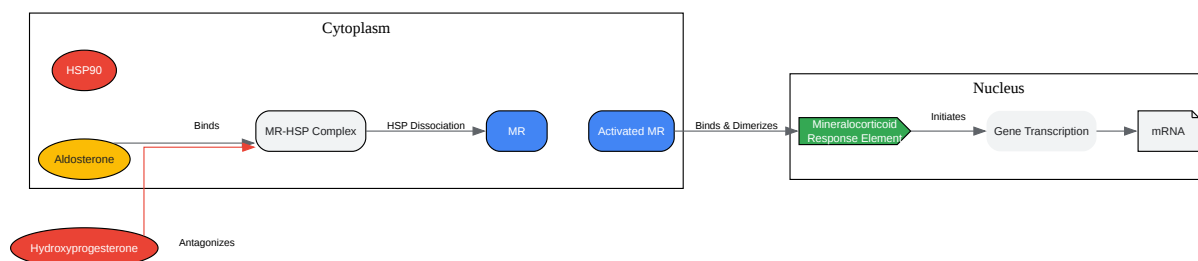 Cytoplasm
HSP90
Nucleus
Binds
MR-HSP Complex
HSP Dissociation
MR
Activated MR
Binds & Dimerizes
Mineralocorticoid
Response Element
Initiates
Gene Transcription
mRNA
Aldosterone
Hydroxyprogesterone
Antagonizes